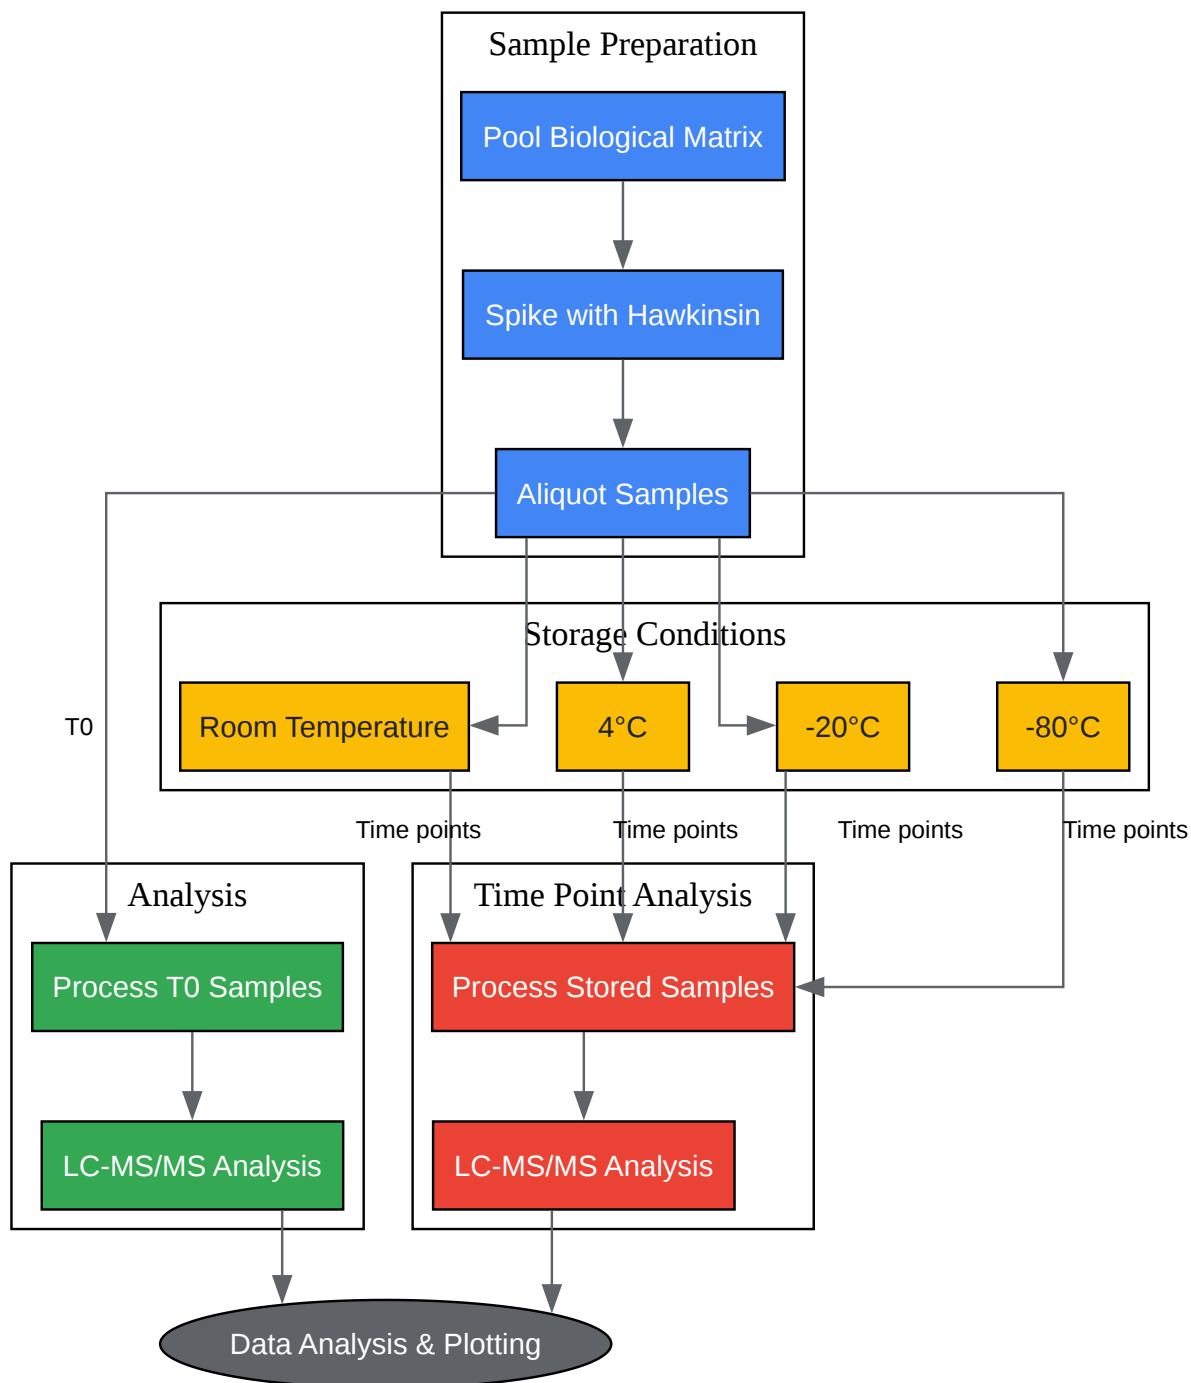 Sample Preparation
Pool Biological Matrix
Spike with Hawkinsin
Aliquot Samples
Storage Conditions
Room Temperature
4°C
-20°C
-80°C
T0
Time points
Time points
Time points
Time points
Analysis
Time Point Analysis
Process T0 Samples
Process Stored Samples
LC-MS/MS Analysis
LC-MS/MS Analysis
Data Analysis & Plotting